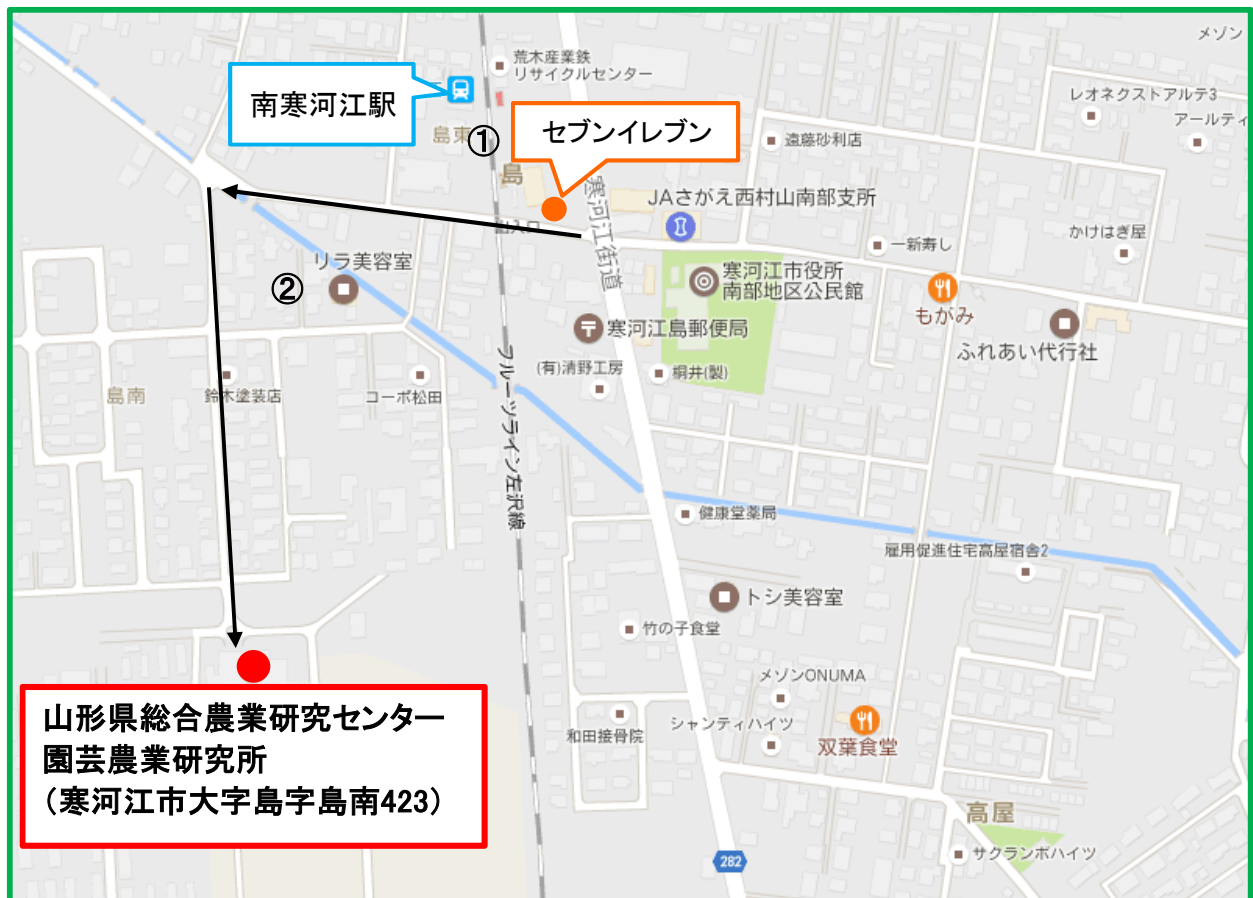 メゾン
荒木産業鉄
リサイクルセンター
南寒河江駅
レオネクストアルテ3
アールティ
島東
①
セブンイレブン
遠藤砂利店
島
寒河江街道
JAさがえ西村山南部支所
一新寿し
かけはぎ屋
リラ美容室
②
寒河江市役所
南部地区公民館
もがみ
寒河江島郵便局
ふれあい代行社
フルーツライン左沢線
(有)清野工房
桐井(製)
島南
鈴木塗装店
コーポ松田
健康堂薬局
雇用促進住宅高屋宿舎2
トシ美容室
竹の子食堂
メゾンONUMA
山形県総合農業研究センター
園芸農業研究所
(寒河江市大字島字島南423)
和田接骨院
シャンティハイツ
双葉食堂
高屋
サクランボハイツ
282